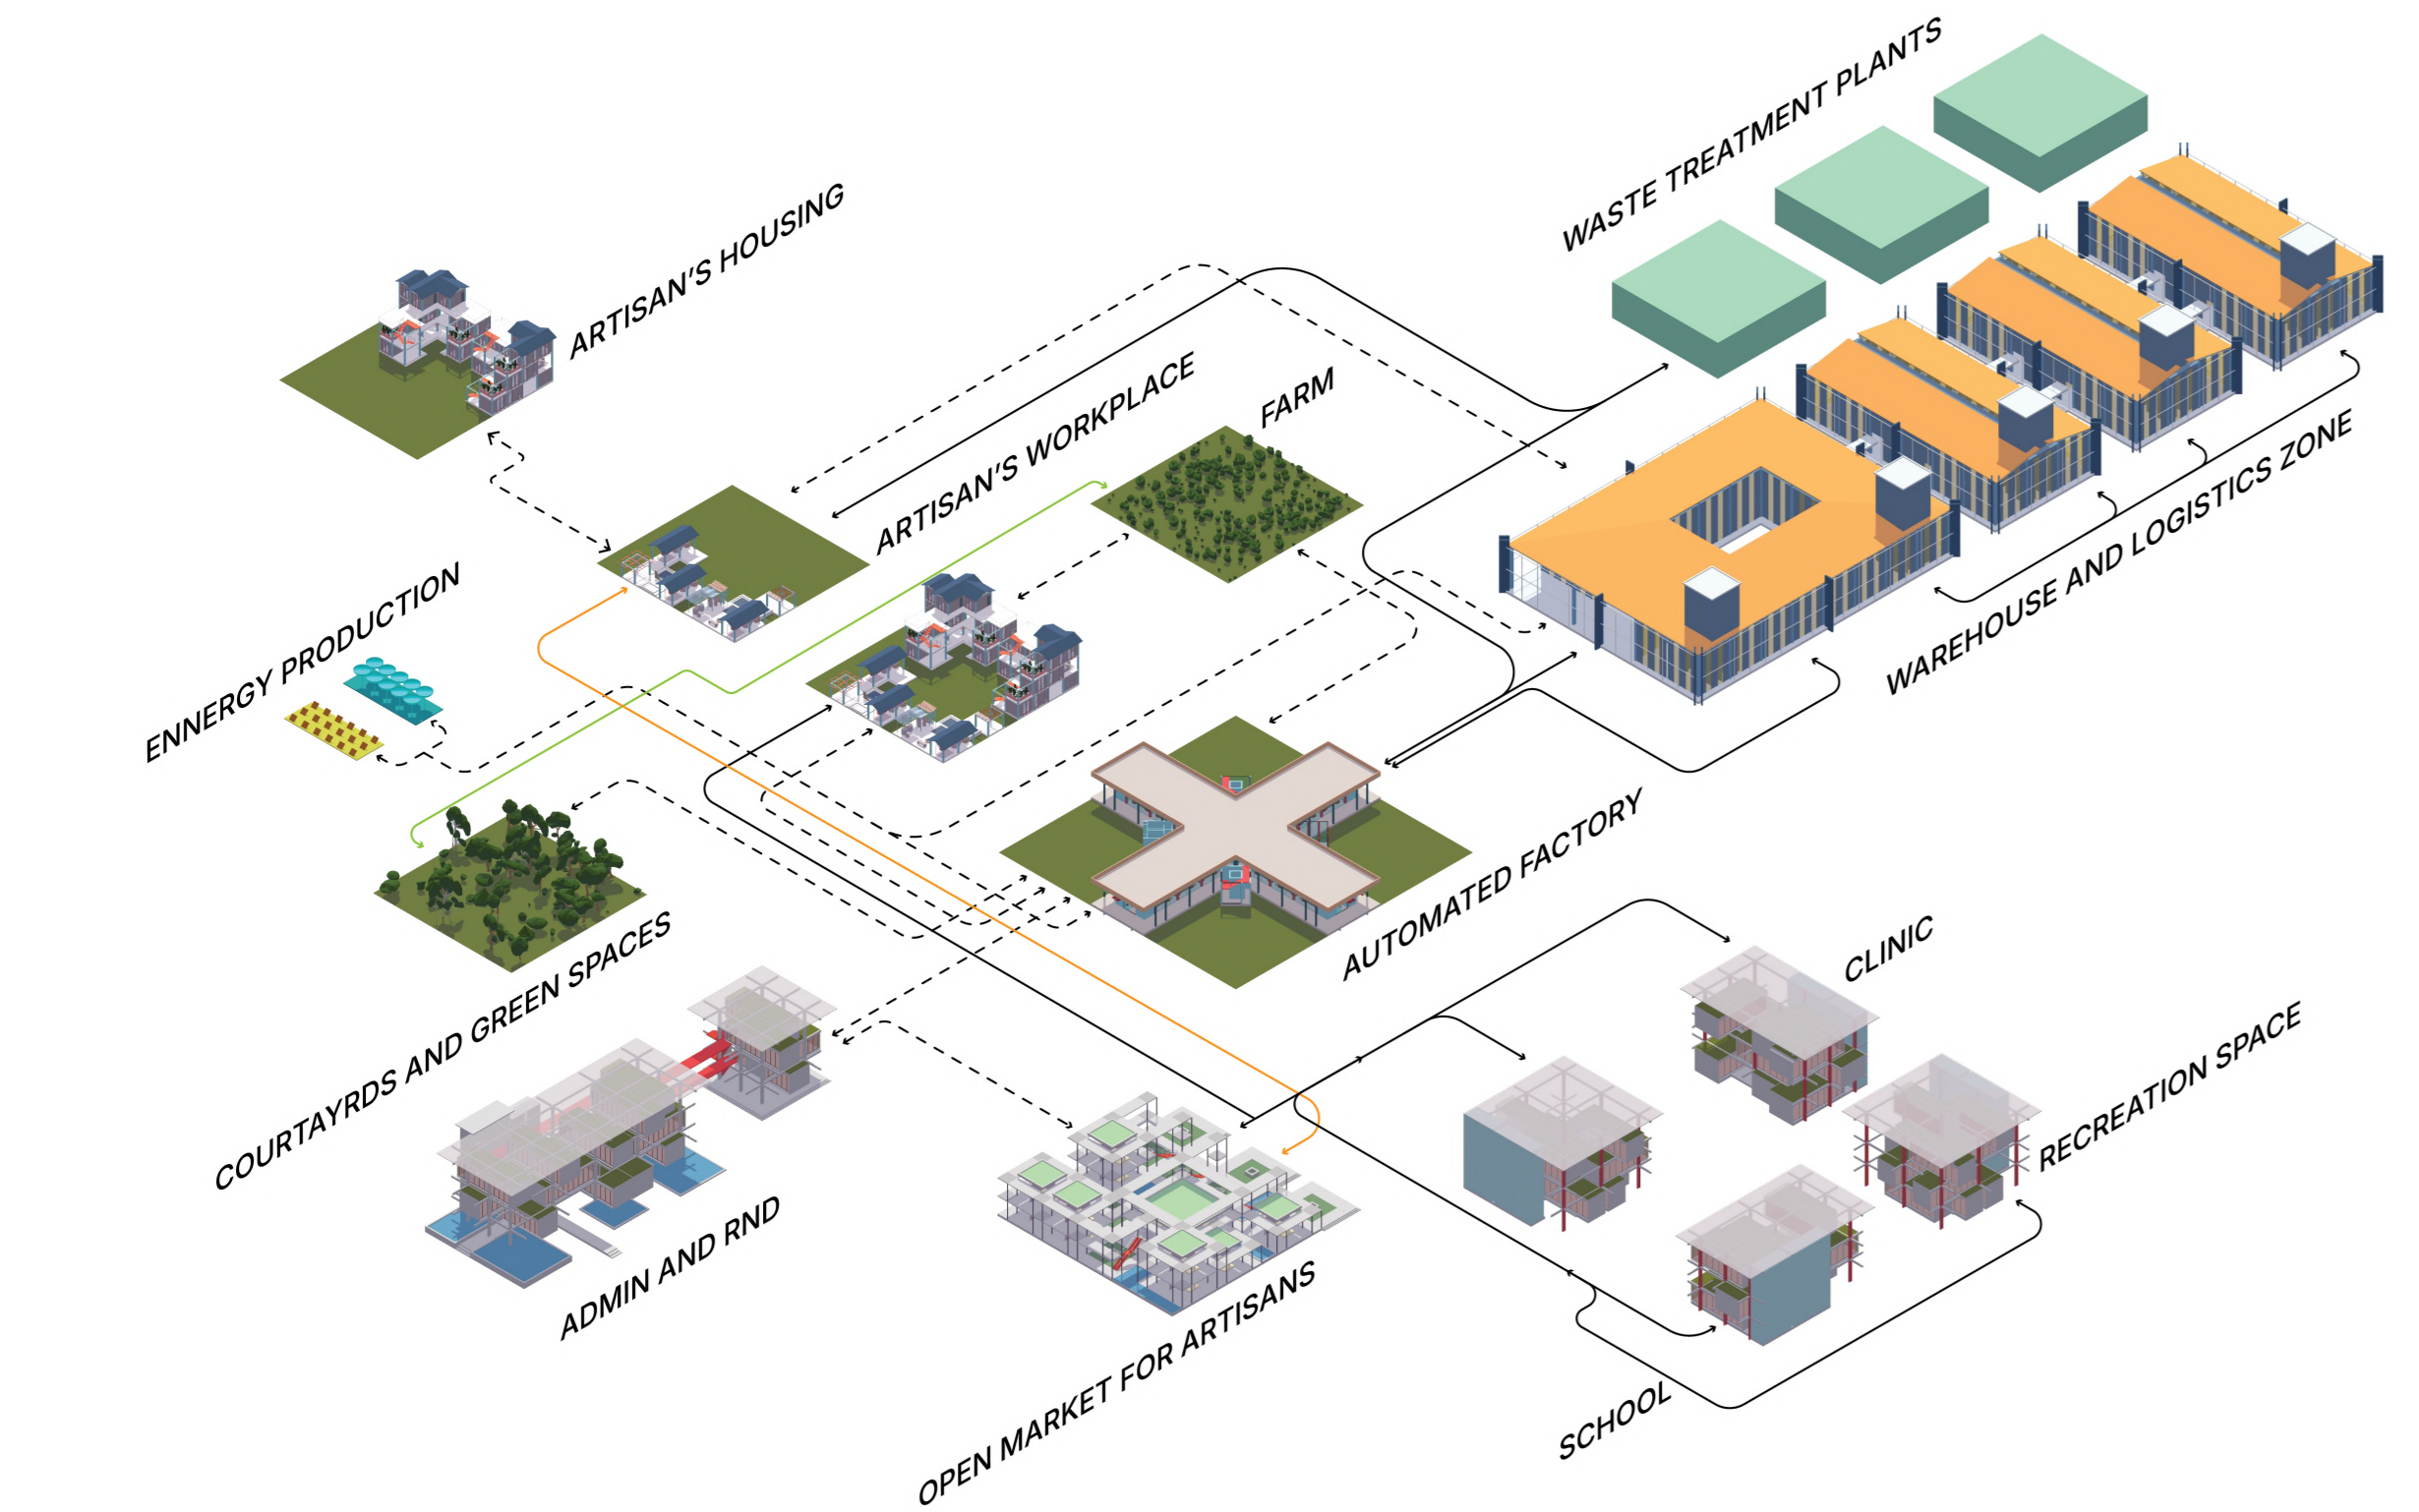 WASTE TREATMENT PLANTS
ARTISAN'S HOUSING
ARTISAN'S WORKPLACE
FARM
WAREHOUSE AND LOGISTICS ZONE
ENNERGY PRODUCTION
AUTOMATED FACTORY
COURTAYRDS AND GREEN SPACES
CLINIC
RECREATION SPACE
ADMIN AND RND
OPEN MARKET FOR ARTISANS
SCHOOL